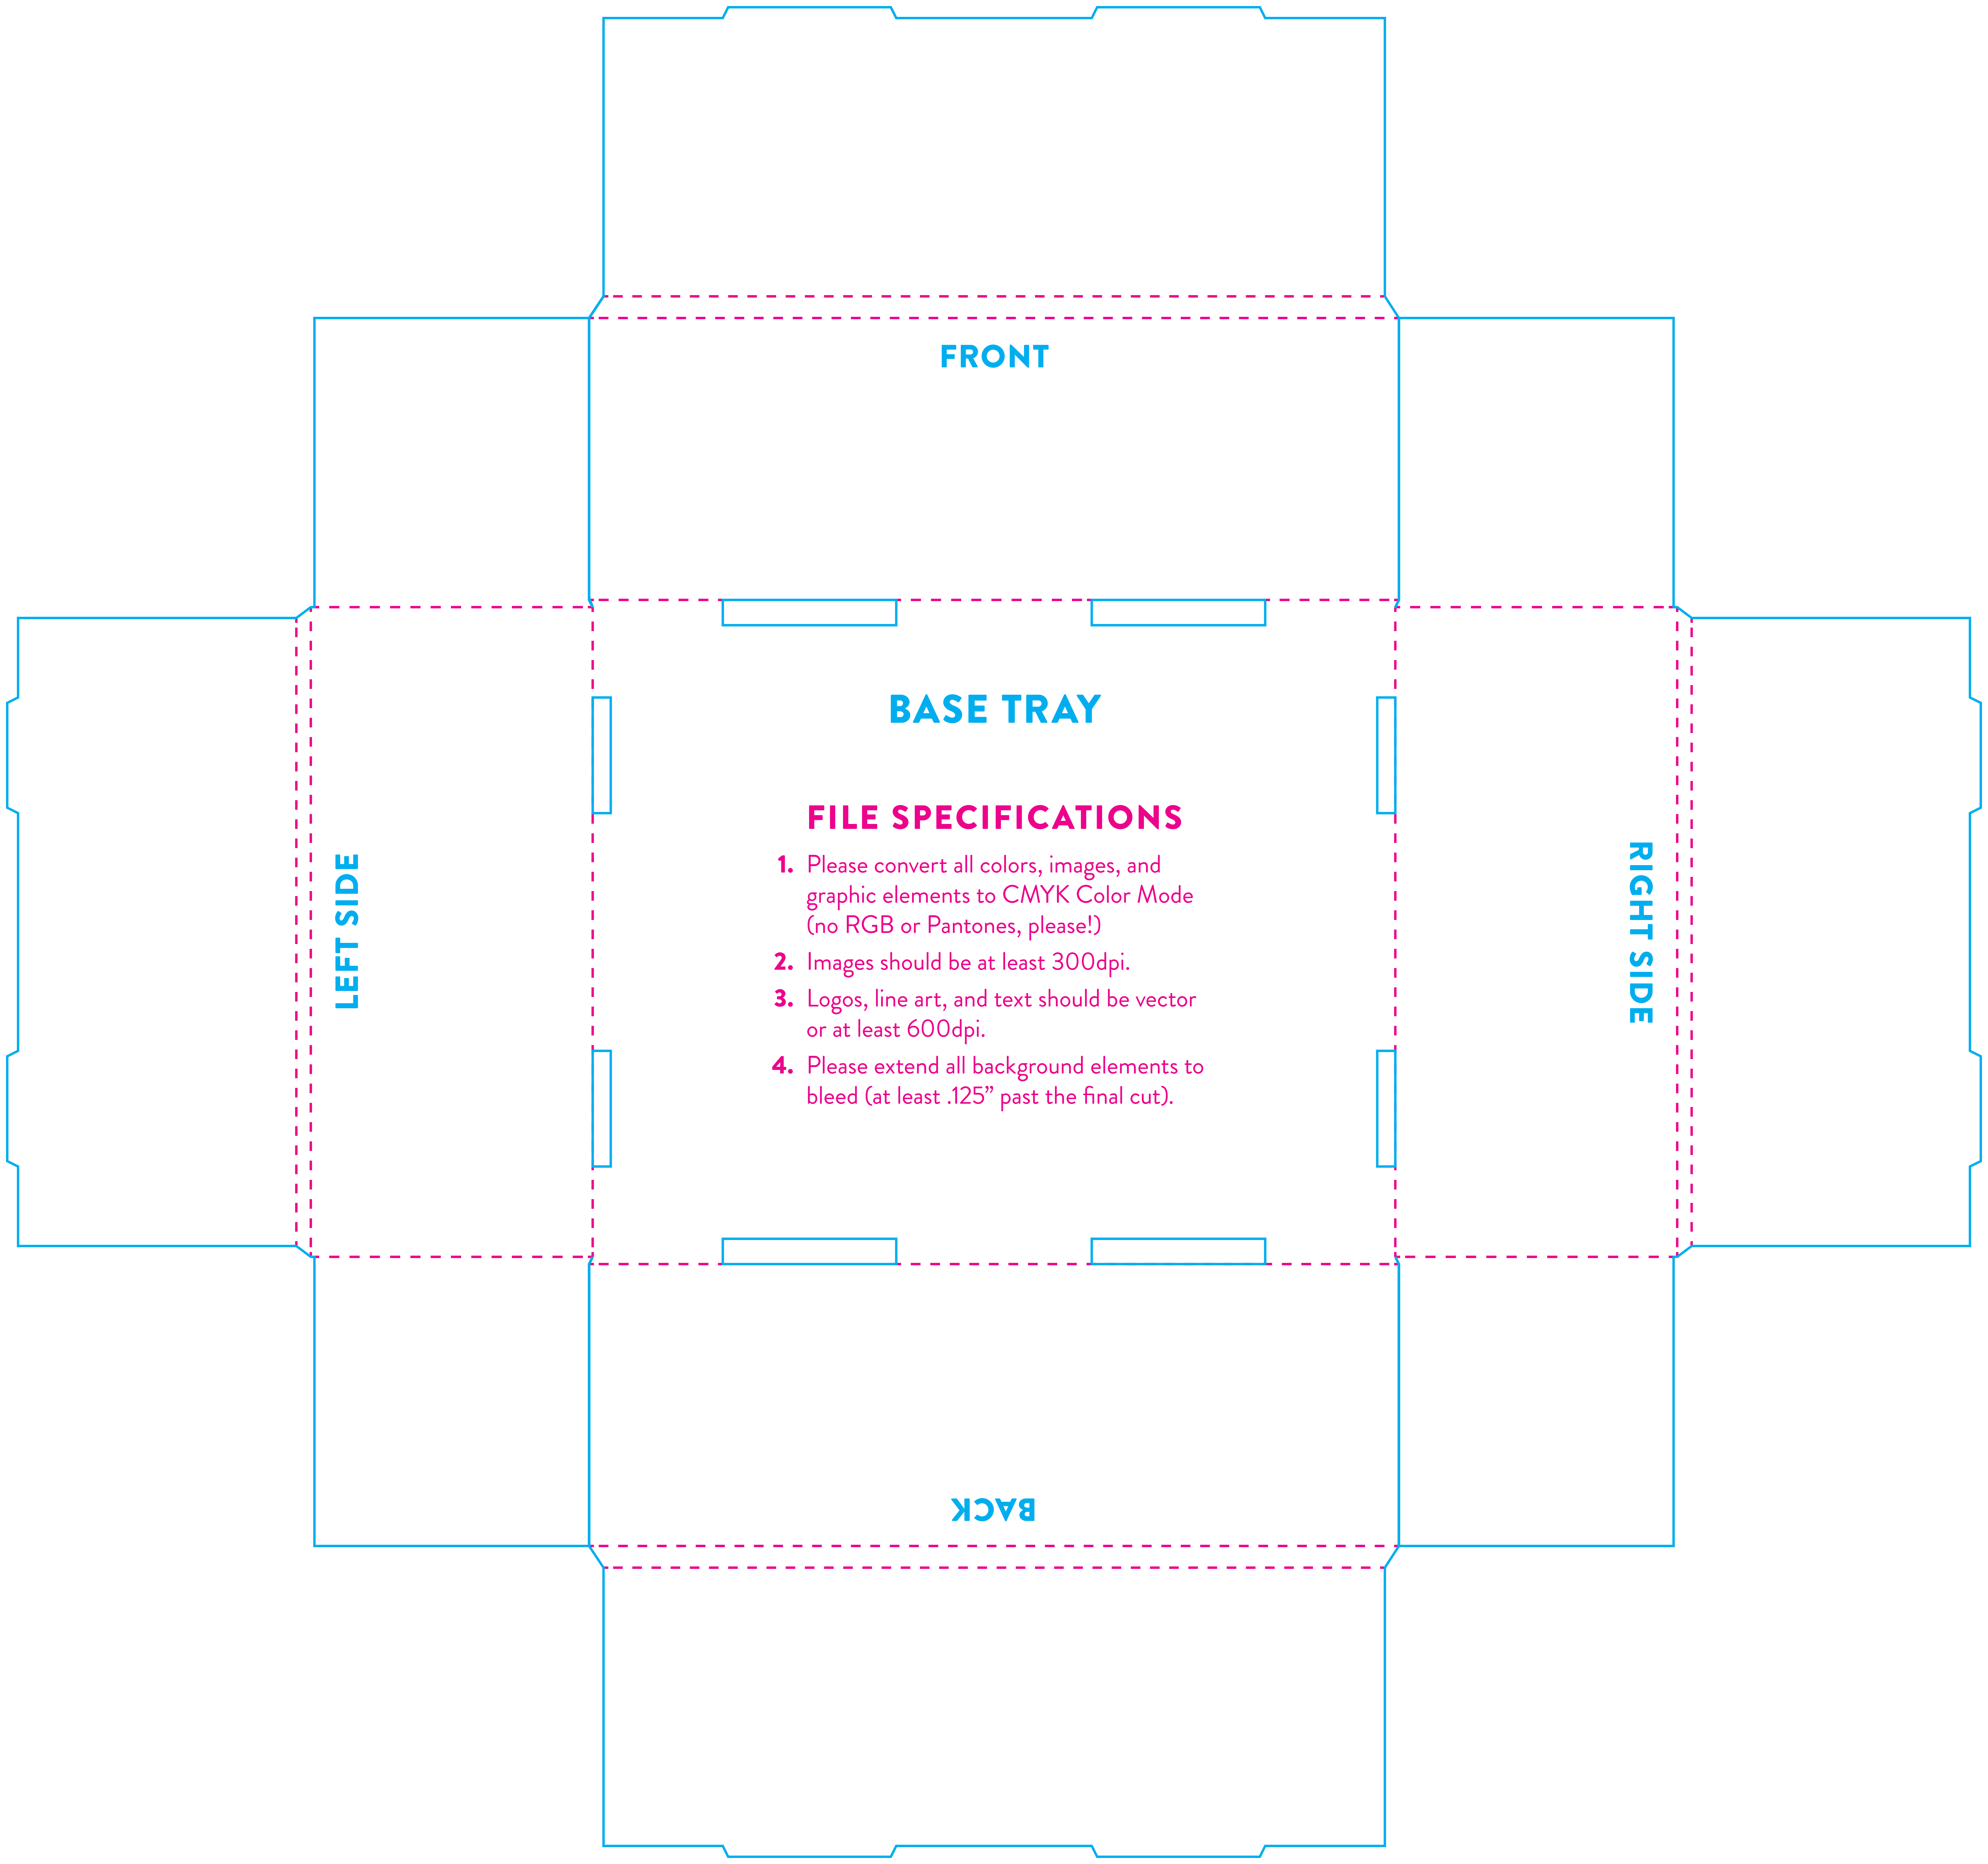 FRONT
BASE TRAY
FILE SPECIFICATIONS
1. Please convert all colors, images, and
graphic elements to CMYK Color Mode
(no RGB or Pantones, please!)
2. Images should be at least 300dpi.
3. Logos, line art, and text should be vector
or at least 600dpi.
4. Please extend all background elements to
bleed (at least .125” past the final cut).
LEFT SIDE
RIGHT SIDE
BACK